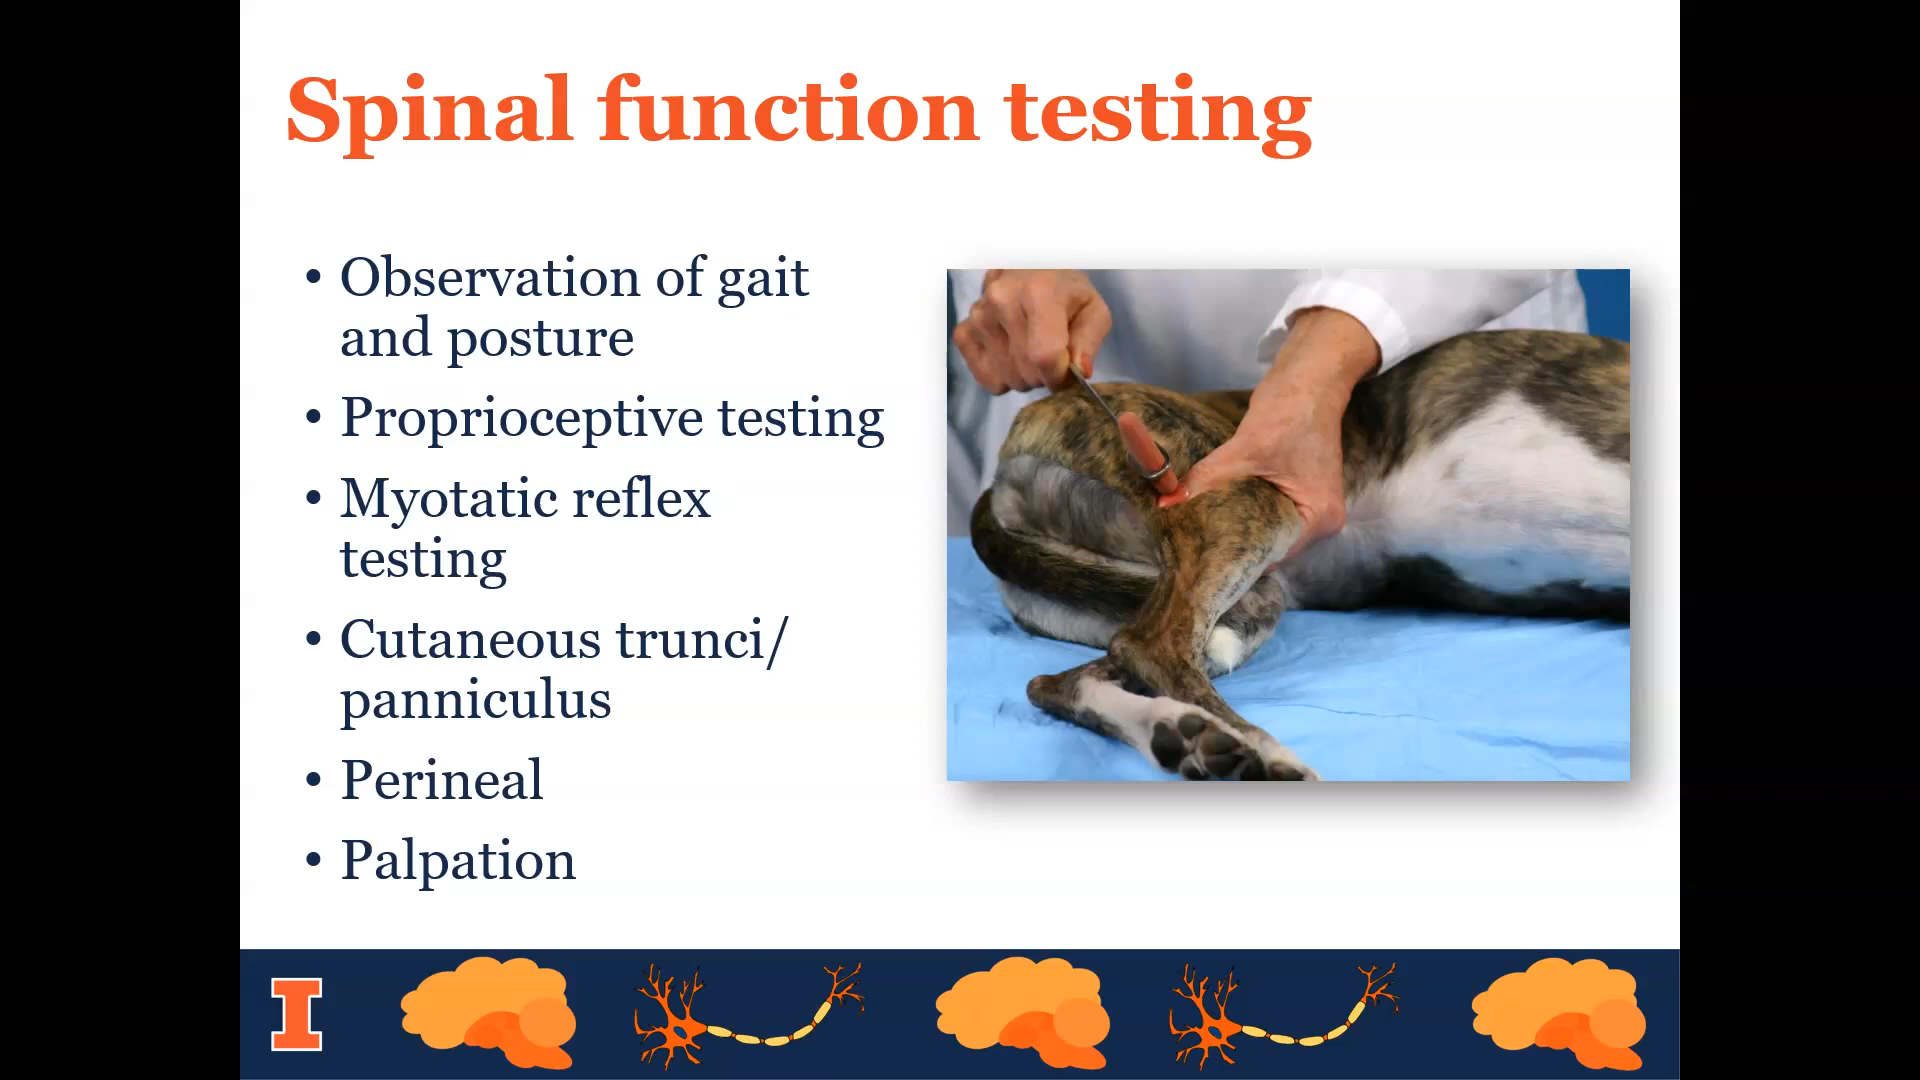 Spinal function testing
• Observation of gait
and posture
• Proprioceptive testing
• Myotatic reflex
testing
• Cutaneous trunci/
panniculus
• Perineal
• Palpation
I